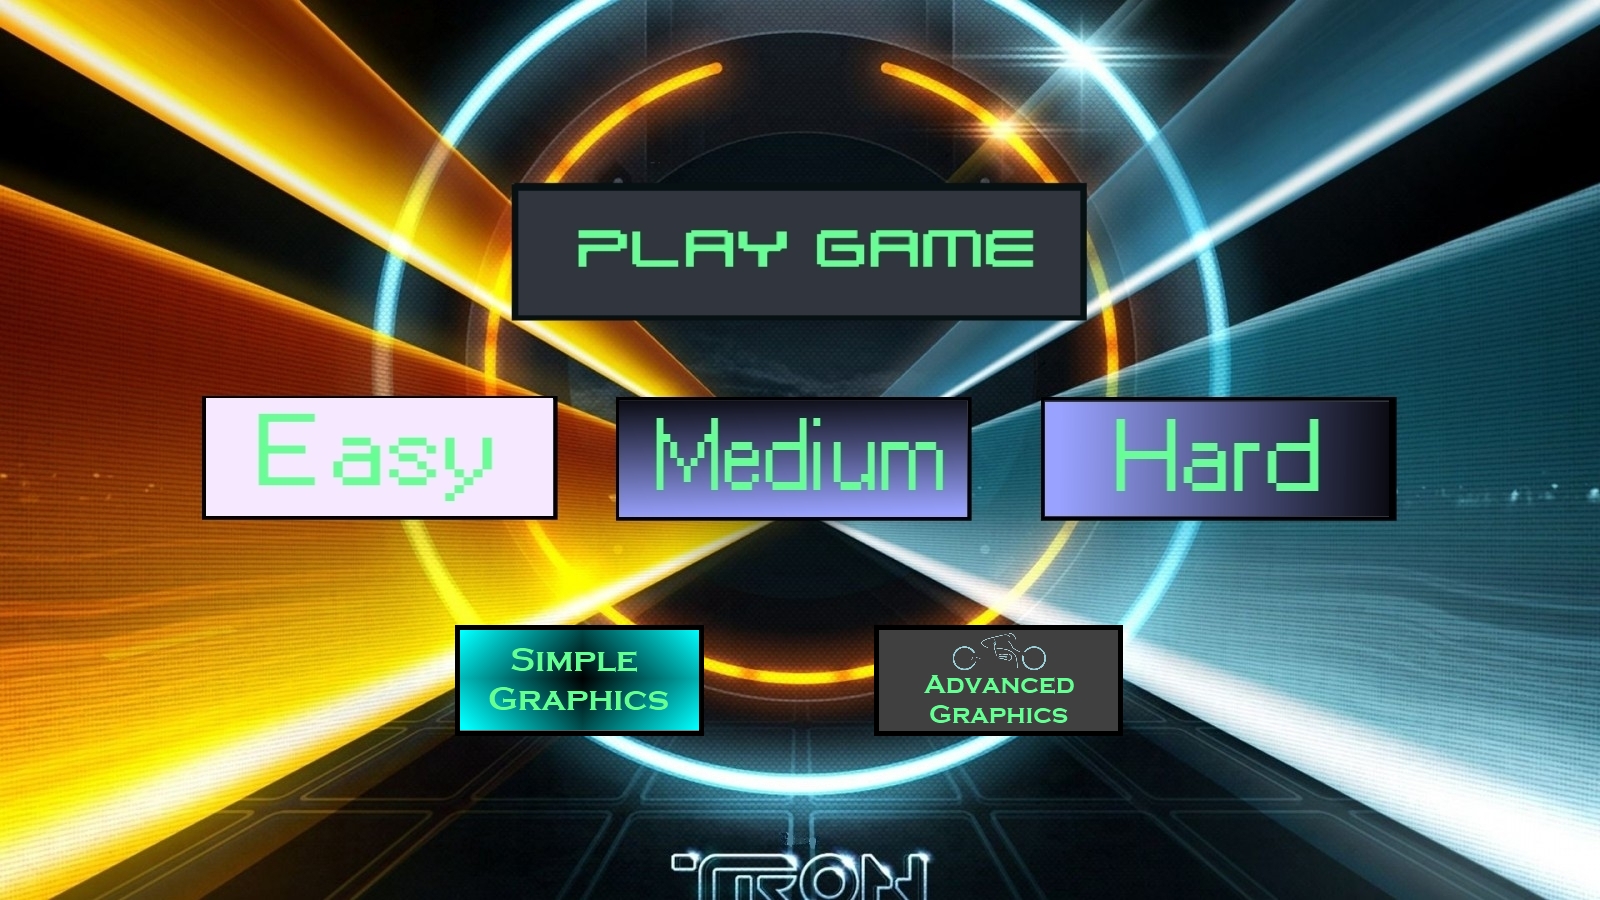 PLAY GAME
Easy
Medium
Hard
SIMPLE
GRAPHICS
ADVANCED
GRAPHICS
TRON